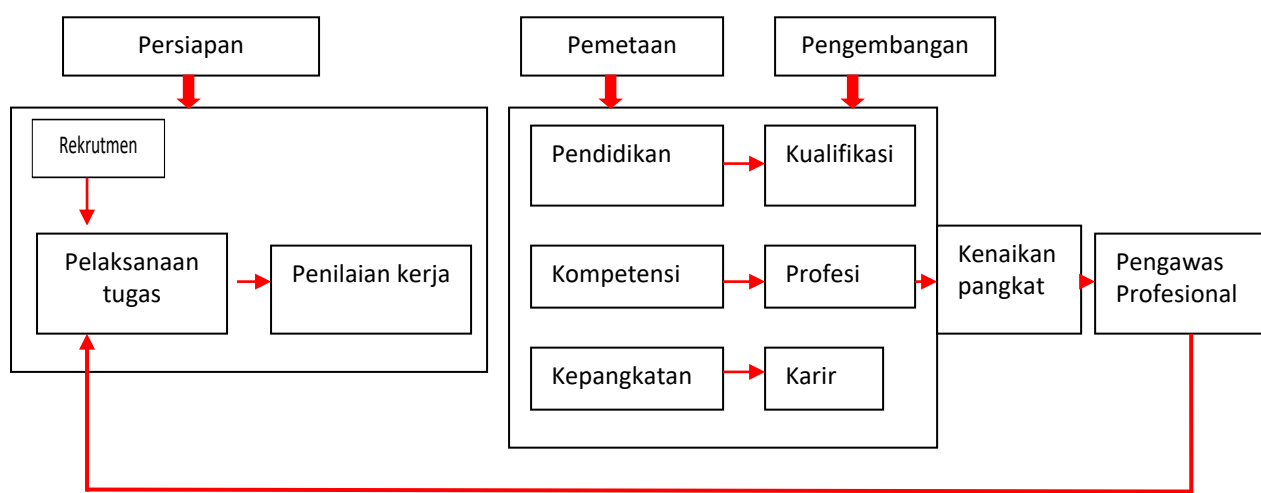 Persiapan
Pemetaan
Pengembangan
Rekrutmen
Pelaksanaan
tugas
Penilaian kerja
Pendidikan
Kualifikasi
Kompetensi
Profesi
Kepangkatan
Karir
Kenaikan
pangkat
Pengawas
Profesional